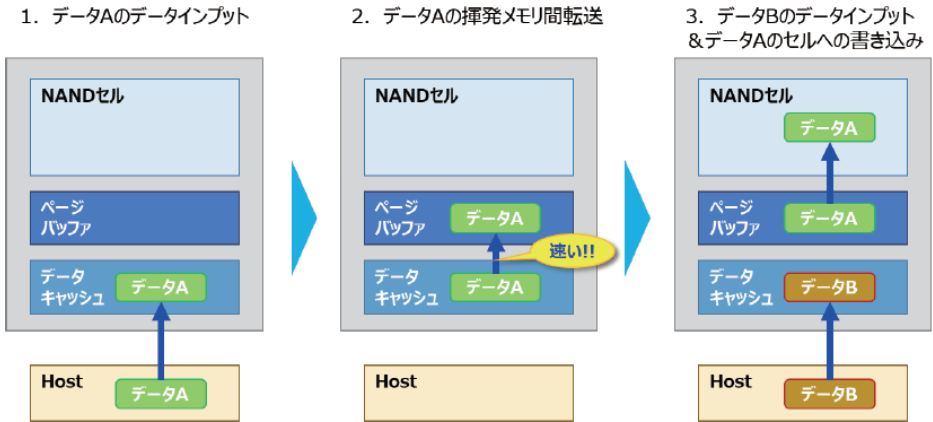 1. データAのデータインプット
NANDセル
ページ
バッファ
データ
キャッシュ
データA
Host
データA
2. データAの揮発メモリ間転送
NANDセル
ページ
バッファ
データA
速い!!
データ
キャッシュ
データA
Host
3. データBのデータインプット
&データAのセルへの書き込み
NANDセル
データA
ページ
バッファ
データA
データ
キャッシュ
データB
Host
データB